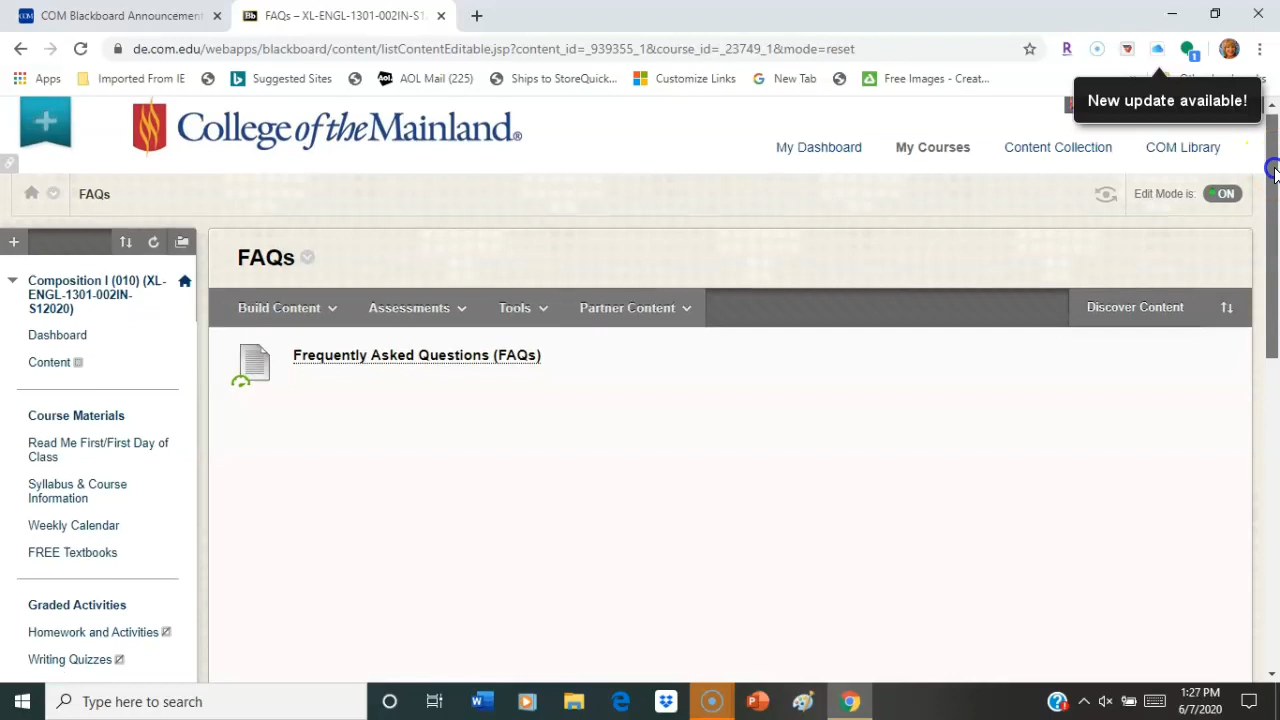 COM Blackboard Announcement
Bb
FAQs – XL-ENGL-1301-002IN-S1
de.com.edu/webapps/blackboard/content/listContentEditable.jsp?content_id=_939355_1&course_id=_23749_1&mode=reset
R
1
Apps
Imported From IE
Suggested Sites
AOL Mail (225)
Ships to StoreQuick...
Customize Links
New Tab
Free Images - Creat...
New update available!
College of the Mainland®
My Dashboard
My Courses
Content Collection
COM Library
FAQs
Edit Mode is:
ON
FAQs
Build Content
Assessments
Tools
Partner Content
Discover Content
Frequently Asked Questions (FAQs)
Composition I (010) (XL-
ENGL-1301-002IN-
S12020)
Dashboard
Content
Course Materials
Read Me First/First Day of
Class
Syllabus & Course
Information
Weekly Calendar
FREE Textbooks
Graded Activities
Homework and Activities
Writing Quizzes
Type here to search
1:27 PM
6/7/2020